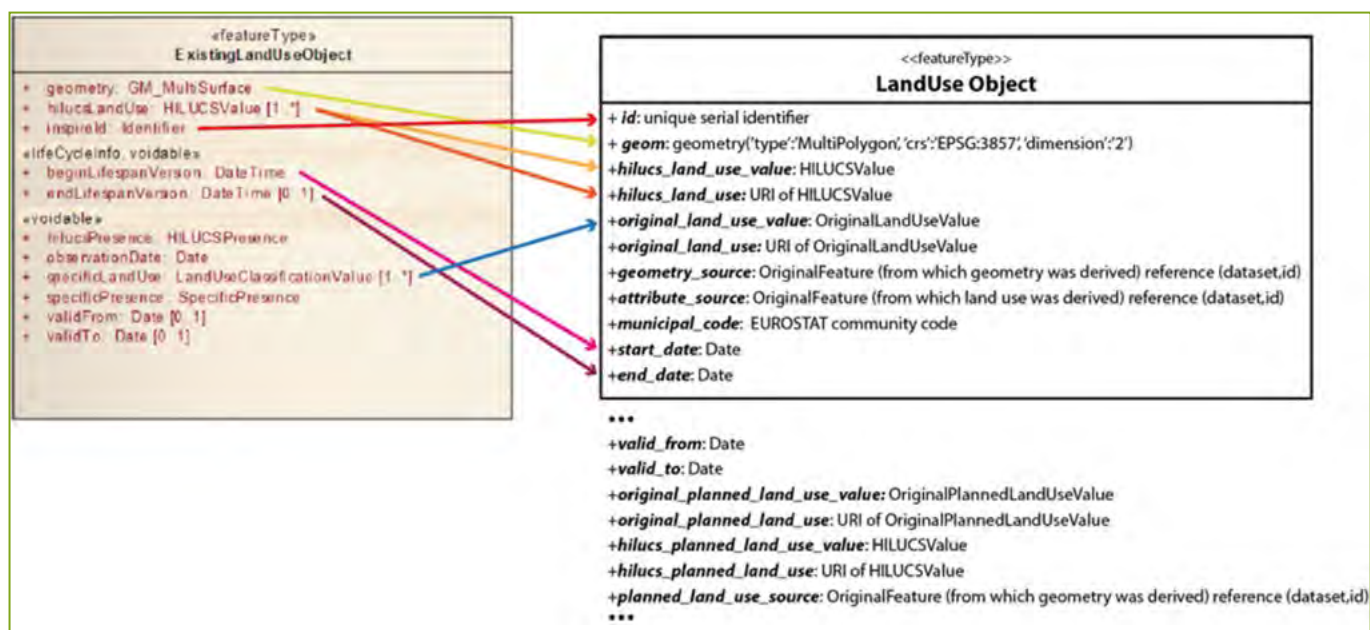 «featureType»
ExistingLandUseObject
+ geometry: GM_MultiSurface
+ hilucsLandUse: HILUCSValue [1..*]
+ inspireId: Identifier
«lifeCycleInfo, voidable»
+ beginLifespanVersion: DateTime
+ endLifespanVersion: DateTime [0..1]
«voidable»
+ hilucsPresence: HILUCSPresence
+ observationDate: Date
+ specificLandUse: LandUseClassificationValue [1..*]
+ specificPresence: SpecificPresence
+ validFrom: Date [0..1]
+ validTo: Date [0..1]
<<featureType>>
LandUse Object
+ id: unique serial identifier
+ geom: geometry('type':'MultiPolygon', 'crs':'EPSG:3857', 'dimension':'2')
+hilucs_land_use_value: HILUCSValue
+hilucs_land_use: URI of HILUCSValue
+original_land_use_value: OriginalLandUseValue
+original_land_use: URI of OriginalLandUseValue
+geometry_source: OriginalFeature (from which geometry was derived) reference (dataset,id)
+attribute_source: OriginalFeature (from which land use was derived) reference (dataset,id)
+municipal_code: EUROSTAT community code
+start_date: Date
+end_date: Date
•••
+valid_from: Date
+valid_to: Date
+original_planned_land_use_value: OriginalPlannedLandUseValue
+original_planned_land_use: URI of OriginalPlannedLandUseValue
+hilucs_planned_land_use_value: HILUCSValue
+hilucs_planned_land_use: URI of HILUCSValue
+planned_land_use_source: OriginalFeature (from which geometry was derived) reference (dataset,id)
•••